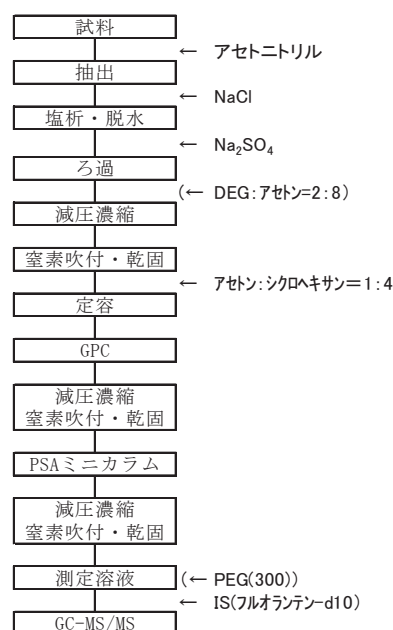 試料
← アセトニトリル
抽出
← NaCl
塩析・脱水
← Na₂SO₄
ろ過
(← DEG:アセトン=2:8)
減圧濃縮
窒素吹付・乾固
← アセトン:シクロヘキサン=1:4
定容
GPC
減圧濃縮
窒素吹付・乾固
PSAミニカラム
減圧濃縮
窒素吹付・乾固
測定溶液 (← PEG(300))
← IS(フルオランテン-d10)
GC-MS/MS